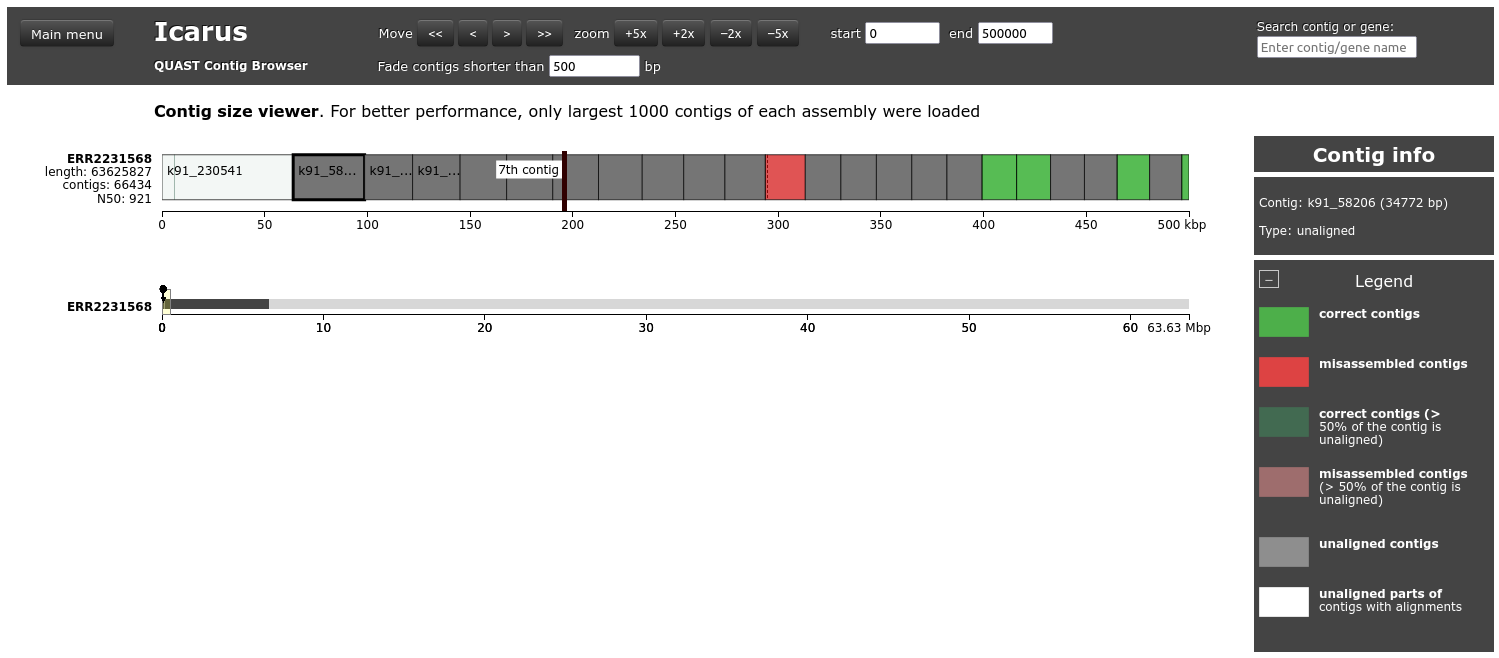 Main menu
Icarus
QUAST Contig Browser
Move << < > >> zoom +5x +2x −2x −5x start 0 end 500000
Fade contigs shorter than 500 bp
Search contig or gene:
Enter contig/gene name
Contig size viewer. For better performance, only largest 1000 contigs of each assembly were loaded
ERR2231568
length: 63625827
contigs: 66434
N50: 921
k91_230541 k91_58... k91_... k91_...
7th contig
0 50 100 150 200 250 300 350 400 450 500 kbp
ERR2231568
0 10 20 30 40 50 60 63.63 Mbp
Contig info
Contig: k91_58206 (34772 bp)
Type: unaligned
− Legend
correct contigs
misassembled contigs
correct contigs (>
50% of the contig is
unaligned)
misassembled contigs
(> 50% of the contig is
unaligned)
unaligned contigs
unaligned parts of
contigs with alignments